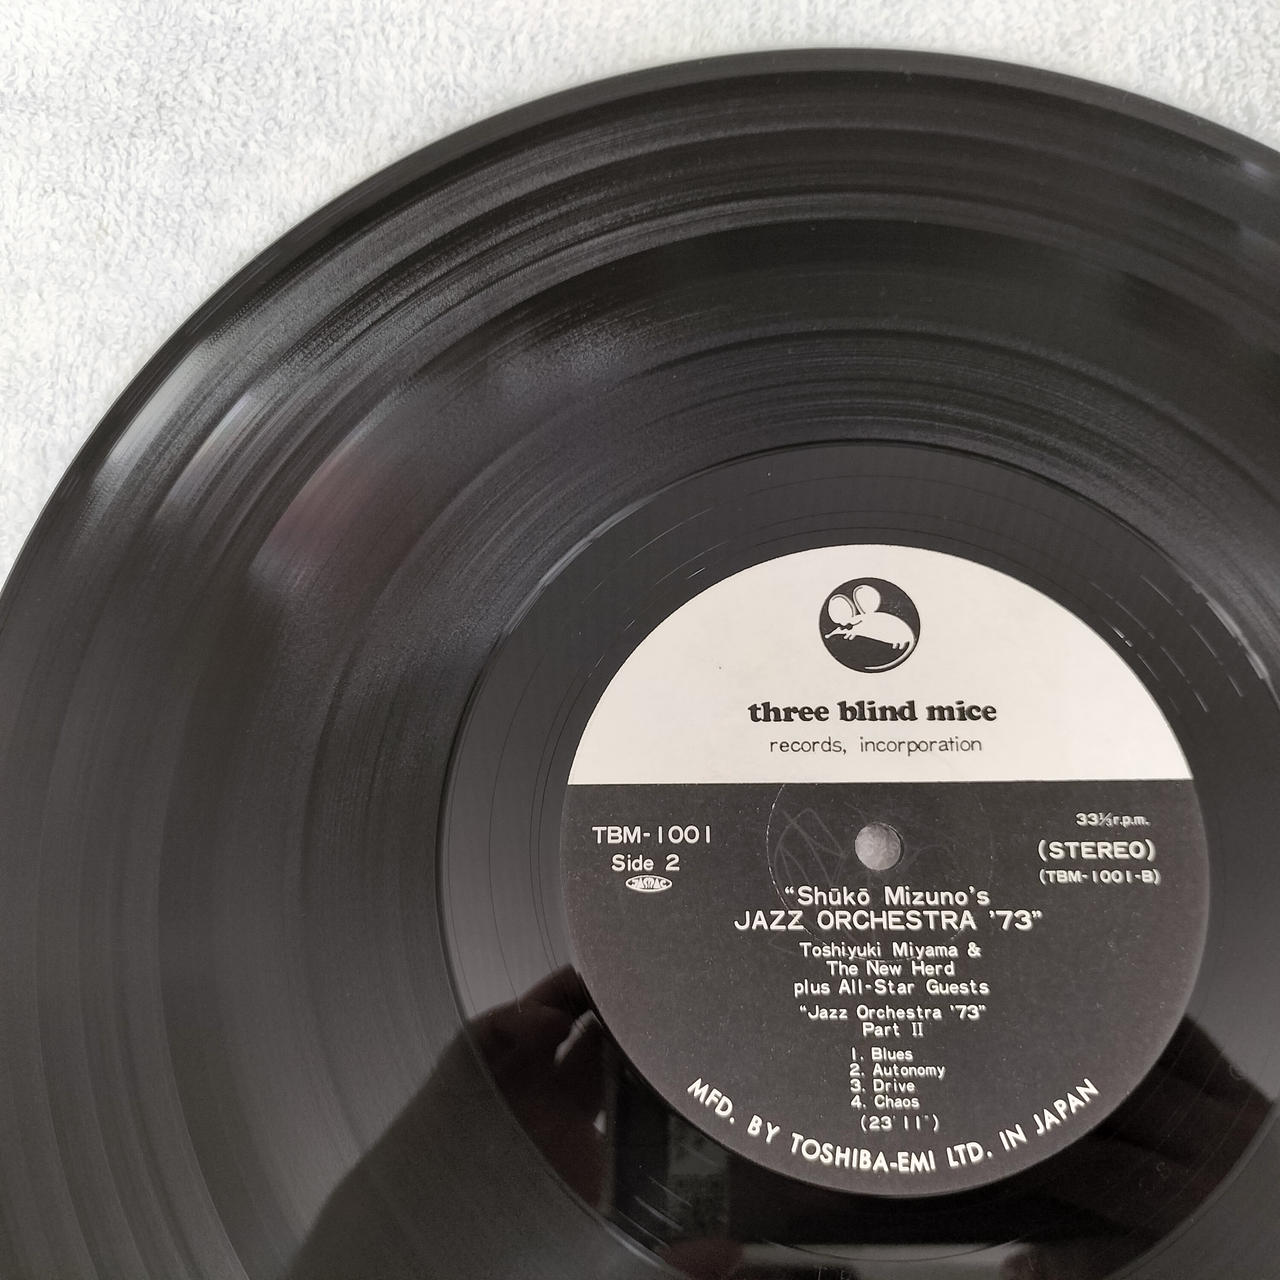 three blind mice
records, incorporation
33⅓ r.p.m.
TBM-1001
(STEREO)
Side 2
(TBM-1001-B)
JASRAC
“Shūkō Mizuno's
JAZZ ORCHESTRA '73”
Toshiyuki Miyama &
The New Herd
plus All-Star Guests
“Jazz Orchestra '73”
Part II
1. Blues
2. Autonomy
3. Drive
4. Chaos
(23' 11")
MFD. BY TOSHIBA-EMI LTD. IN JAPAN